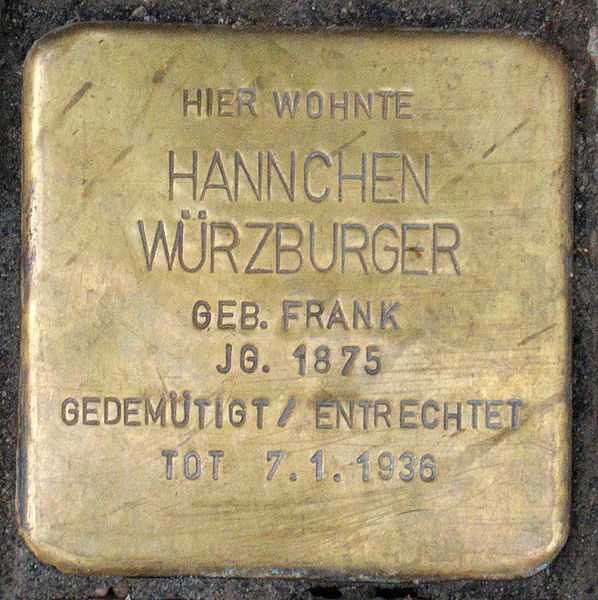 HIER WOHNTE
HANNCHEN
WÜRZBURGER
GEB. FRANK
JG. 1875
GEDEMÜTIGT / ENTRECHTET
TOT 7.1.1936